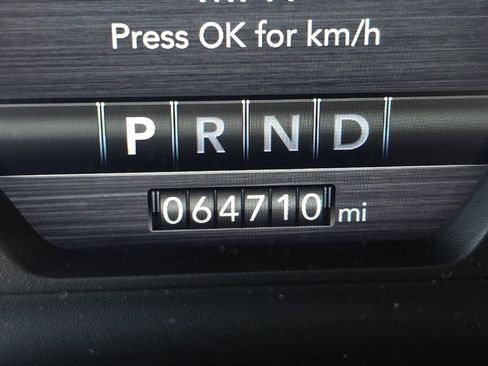 Press OK for km/h
P R N D
064710 mi